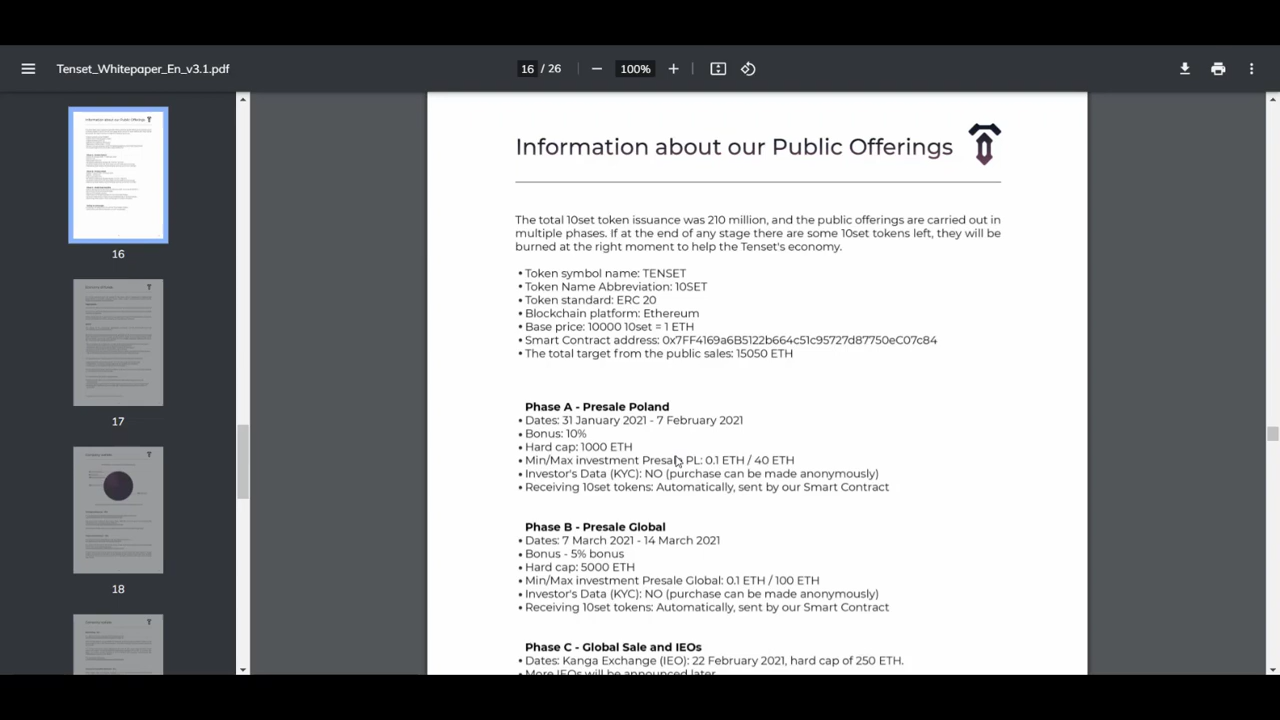 Tenset_Whitepaper_En_v3.1.pdf
16 / 26
100%
16
17
18
Information about our Public Offerings
The total 10set token issuance was 210 million, and the public offerings are carried out in
multiple phases. If at the end of any stage there are some 10set tokens left, they will be
burned at the right moment to help the Tenset's economy.
• Token symbol name: TENSET
• Token Name Abbreviation: 10SET
• Token standard: ERC 20
• Blockchain platform: Ethereum
• Base price: 10000 10set = 1 ETH
• Smart Contract address: 0x7FF4169a6B5122b664c51c95727d87750eC07c84
• The total target from the public sales: 15050 ETH
Phase A - Presale Poland
• Dates: 31 January 2021 - 7 February 2021
• Bonus: 10%
• Hard cap: 1000 ETH
• Min/Max investment Presale PL: 0.1 ETH / 40 ETH
• Investor's Data (KYC): NO (purchase can be made anonymously)
• Receiving 10set tokens: Automatically, sent by our Smart Contract
Phase B - Presale Global
• Dates: 7 March 2021 - 14 March 2021
• Bonus - 5% bonus
• Hard cap: 5000 ETH
• Min/Max investment Presale Global: 0.1 ETH / 100 ETH
• Investor's Data (KYC): NO (purchase can be made anonymously)
• Receiving 10set tokens: Automatically, sent by our Smart Contract
Phase C - Global Sale and IEOs
• Dates: Kanga Exchange (IEO): 22 February 2021, hard cap of 250 ETH.
• More IEOs will be announced later